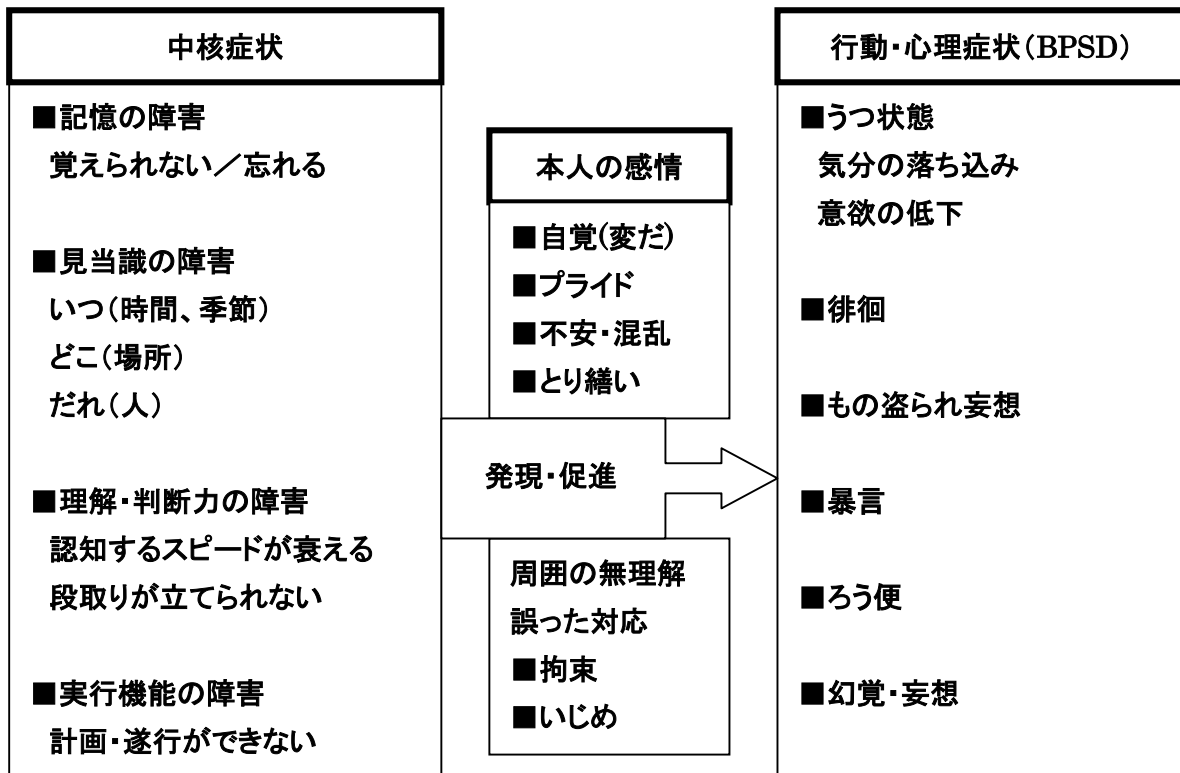 中核症状
■記憶の障害
覚えられない／忘れる
■見当識の障害
いつ(時間、季節)
どこ(場所)
だれ(人)
■理解・判断力の障害
認知するスピードが衰える
段取りが立てられない
■実行機能の障害
計画・遂行ができない
本人の感情
■自覚(変だ)
■プライド
■不安・混乱
■とり繕い
発現・促進
周囲の無理解
誤った対応
■拘束
■いじめ
行動・心理症状(BPSD)
■うつ状態
気分の落ち込み
意欲の低下
■徘徊
■もの盗られ妄想
■暴言
■ろう便
■幻覚・妄想